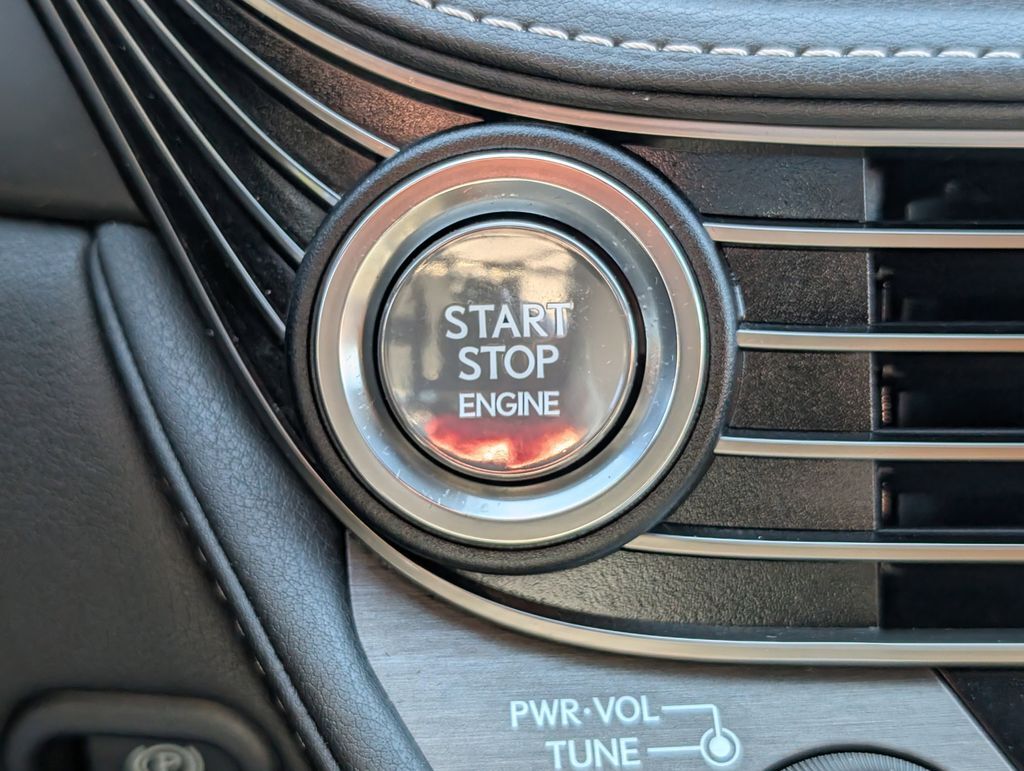 START
STOP
ENGINE
PWR·VOL
TUNE
P